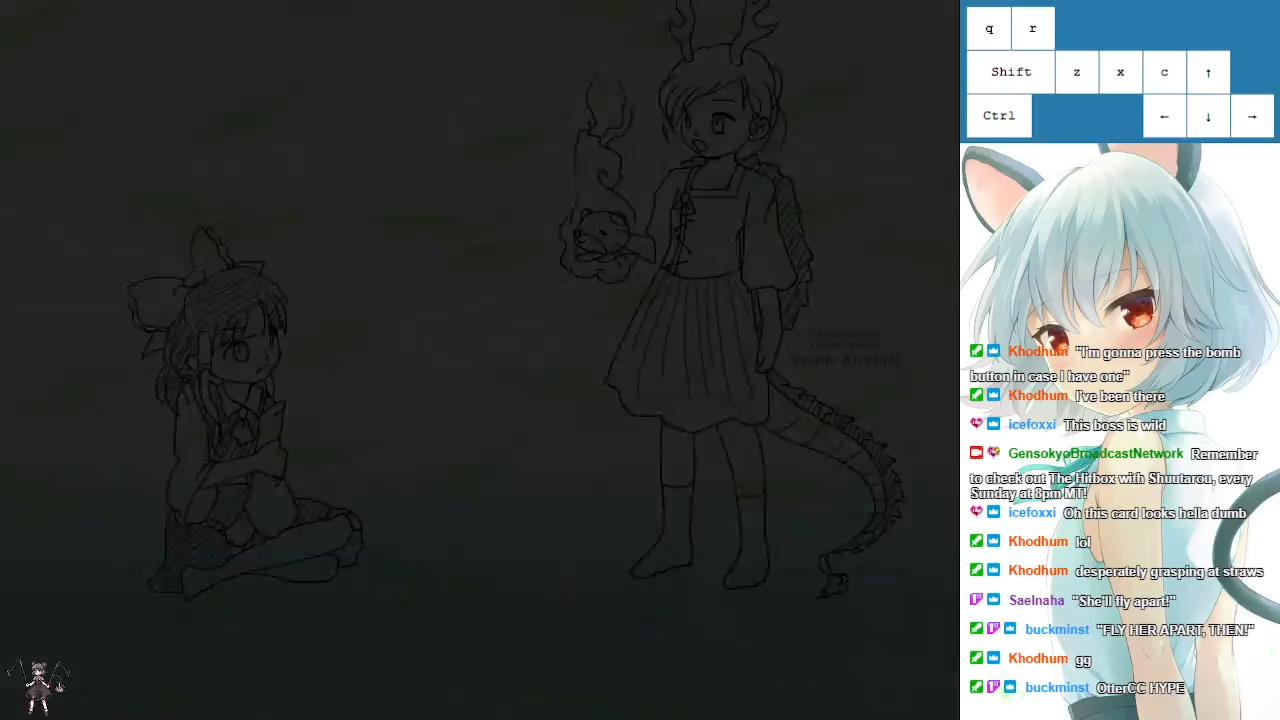 q r
Shift z x c ↑
Ctrl ← ↓ →
Khodhum "I'm gonna press the bomb
button in case I have one"
Khodhum I've been there
icefoxxi This boss is wild
GensokyoBroadcastNetwork Remember
to check out The Hitbox with Shuutarou, every
Sunday at 8pm MT!
icefoxxi Oh this card looks hella dumb
Khodhum lol
Khodhum desperately grasping at straws
Saelnaha "She'll fly apart!"
buckminst "FLY HER APART, THEN!"
Khodhum gg
buckminst OtterCC HYPE